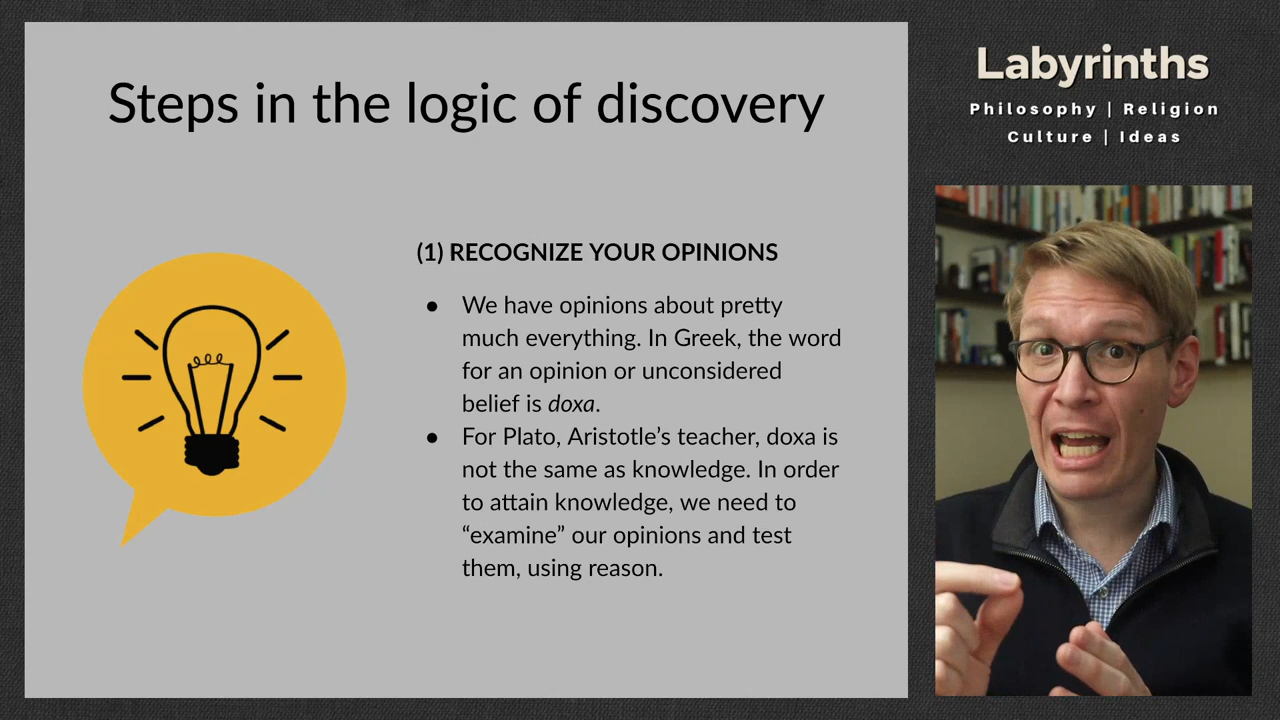 Steps in the logic of discovery
(1) RECOGNIZE YOUR OPINIONS
● We have opinions about pretty
much everything. In Greek, the word
for an opinion or unconsidered
belief is doxa.
● For Plato, Aristotle’s teacher, doxa is
not the same as knowledge. In order
to attain knowledge, we need to
“examine” our opinions and test
them, using reason.
Labyrinths
Philosophy | Religion
Culture | Ideas